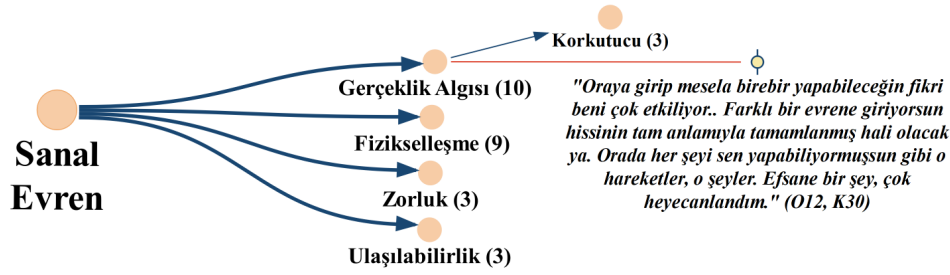 Korkutucu (3)
Gerçeklik Algısı (10)
Fizikselleşme (9)
Zorluk (3)
Ulaşılabilirlik (3)
Sanal
Evren
"Oraya girip mesela birebir yapabileceğin fikri
beni çok etkiliyor.. Farklı bir evrene giriyorsun
hissinin tam anlamıyla tamamlanmış hali olacak
ya. Orada her şeyi sen yapabiliyormuşsun gibi o
hareketler, o şeyler. Efsane bir şey, çok
heyecanlandım." (O12, K30)